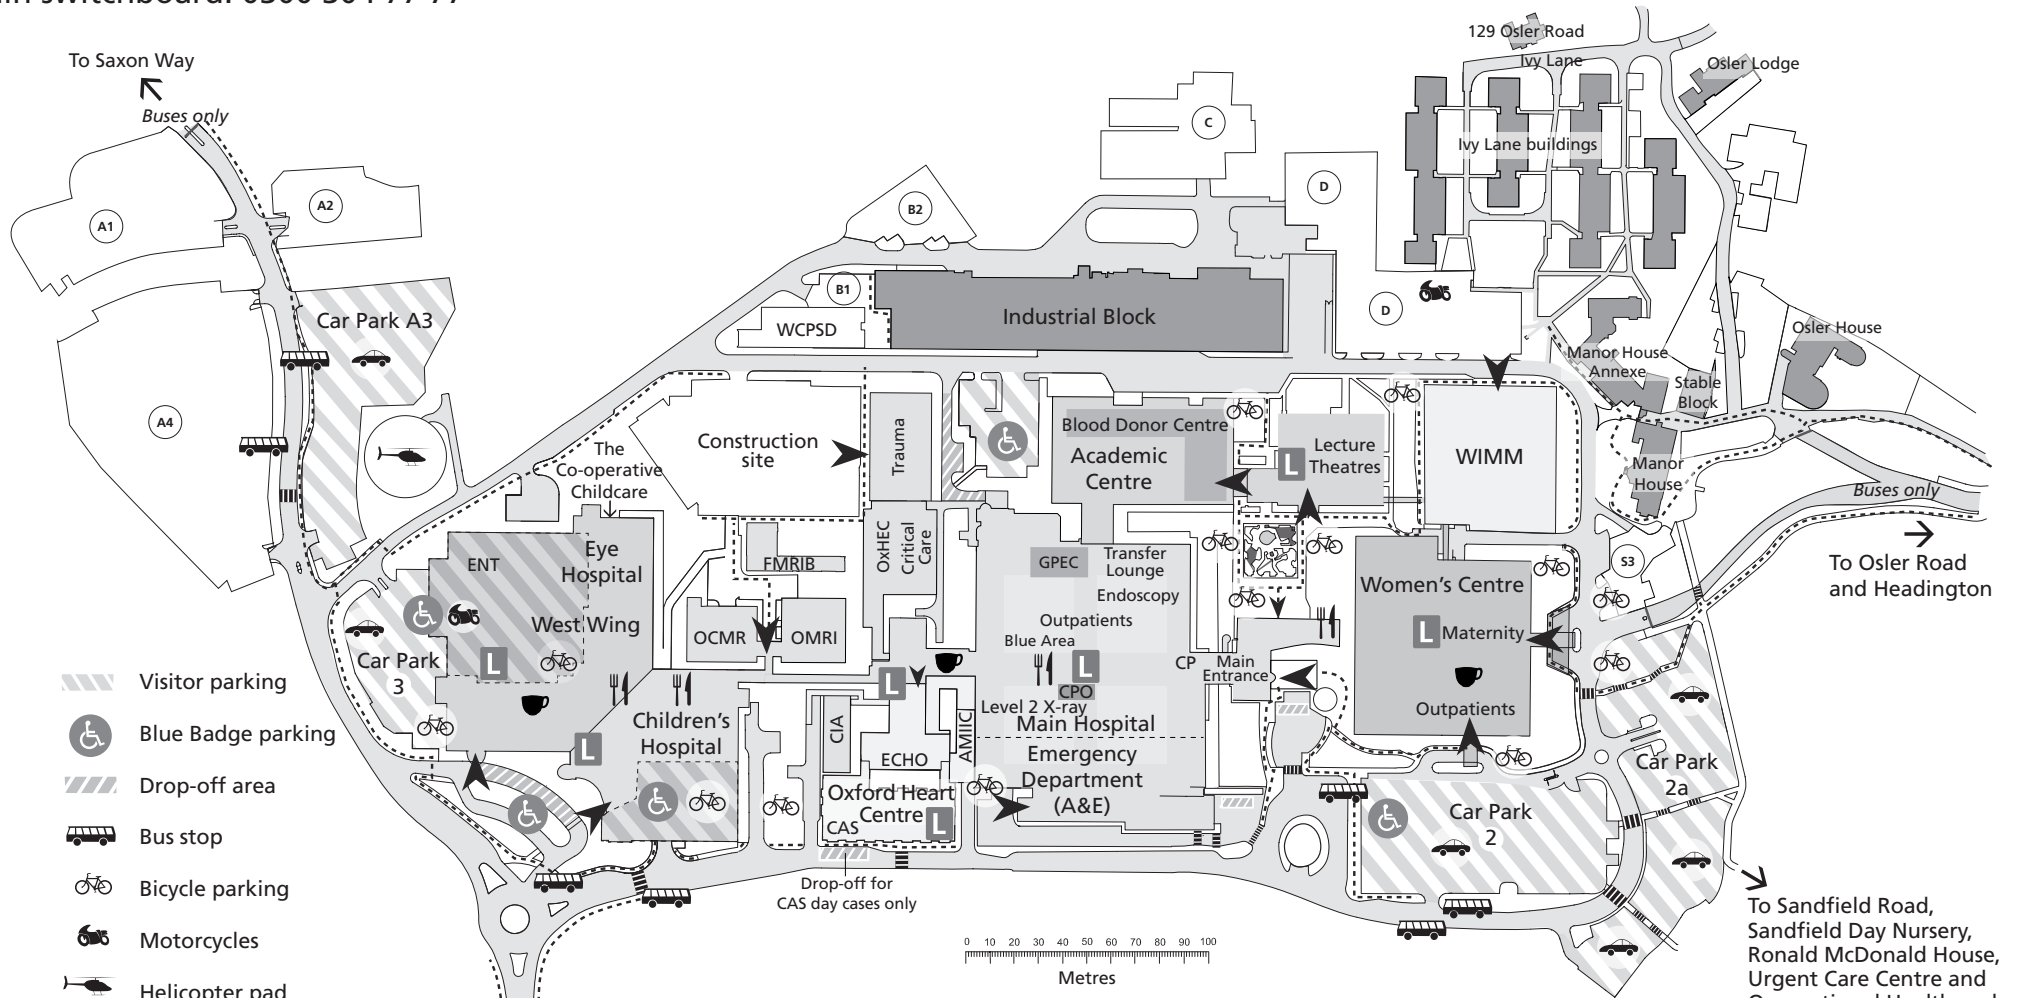 To Saxon Way
Buses only
A1
A2
A4
Car Park A3
B2
B1
WCPSD
Industrial Block
C
D
D
129 Osler Road
Ivy Lane
Osler Lodge
Ivy Lane buildings
Manor House
Annexe
Stable
Block
Osler House
Manor
House
Buses only
To Osler Road
and Headington
S3
Construction
site
Trauma
Blood Donor Centre
Academic
Centre
L
Lecture
Theatres
WIMM
The
Co-operative
Childcare
ENT
Eye
Hospital
West Wing
L
Car Park
3
FMRIB
OCMR
OMRI
OxHEC
Critical
Care
GPEC
Transfer
Lounge
Endoscopy
Outpatients
Blue Area
L
CPO
Level 2 X-ray
Main Hospital
CP
Main
Entrance
Women's Centre
L
Maternity
Outpatients
Children's
Hospital
L
L
CIA
ECHO
AMIC
Emergency
Department
(A&E)
Oxford Heart
Centre
CAS
L
Drop-off for
CAS day cases only
Car Park
2
Car Park
2a
To Sandfield Road,
Sandfield Day Nursery,
Ronald McDonald House,
Urgent Care Centre and
Visitor parking
Blue Badge parking
Drop-off area
Bus stop
Bicycle parking
Motorcycles
Helicopter pad
0 10 20 30 40 50 60 70 80 90 100
Metres